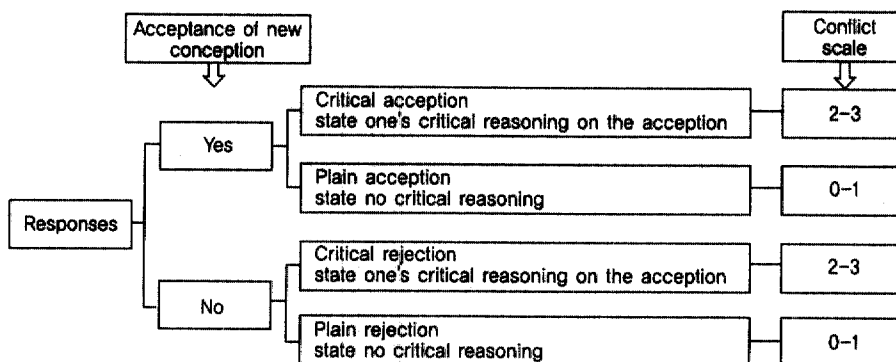 Acceptance of new
conception
Conflict
scale
Critical acception
state one's critical reasoning on the acception
2-3
Yes
Plain acception
state no critical reasoning
0-1
Responses
Critical rejection
state one's critical reasoning on the acception
2-3
No
Plain rejection
state no critical reasoning
0-1